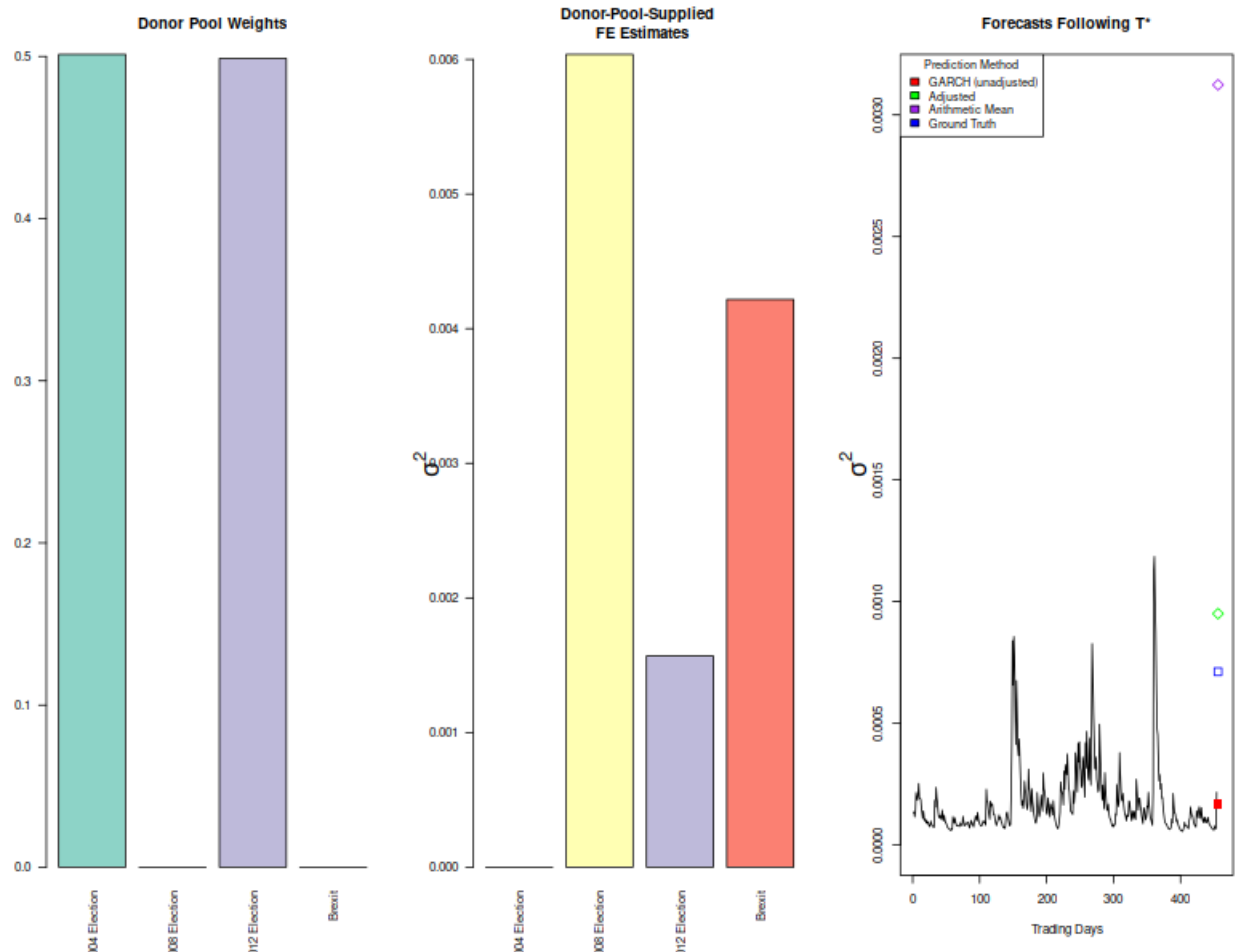 Donor Pool Weights
0.5
0.4
0.3
0.2
0.1
0.0
004 Election
008 Election
012 Election
Brexit
Donor-Pool-Supplied
FE Estimates
σ2
0.006
0.005
0.004
0.003
0.002
0.001
0.000
004 Election
008 Election
012 Election
Brexit
Forecasts Following T*
Prediction Method
GARCH (unadjusted)
Adjusted
Arithmetic Mean
Ground Truth
σ2
0.0030
0.0025
0.0020
0.0015
0.0010
0.0005
0.0000
0 100 200 300 400
Trading Days